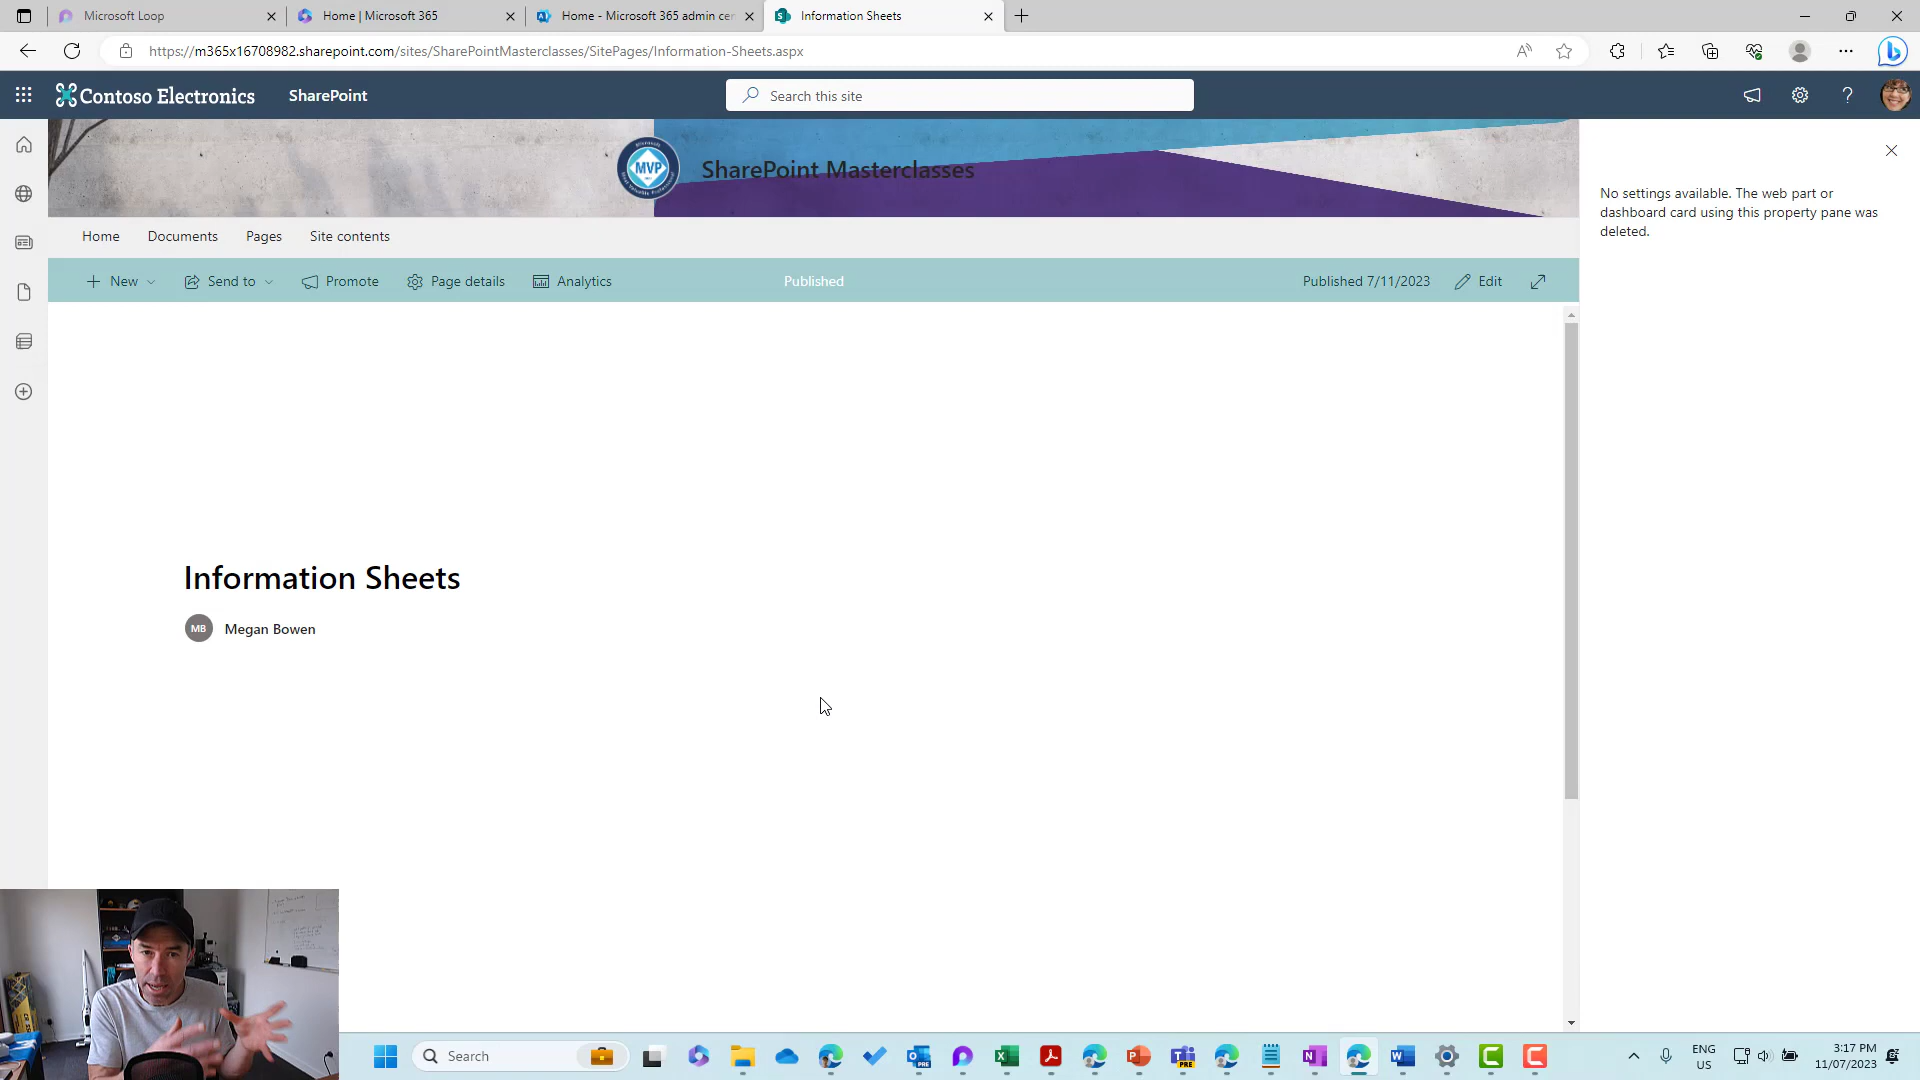 Microsoft Loop
Home | Microsoft 365
Home - Microsoft 365 admin cen
Information Sheets
https://m365x16708982.sharepoint.com/sites/SharePointMasterclasses/SitePages/Information-Sheets.aspx
Contoso Electronics
SharePoint
Search this site
MVP
SharePoint Masterclasses
Home
Documents
Pages
Site contents
New
Send to
Promote
Page details
Analytics
Published
Published 7/11/2023
Edit
No settings available. The web part or
dashboard card using this property pane was
deleted.
Information Sheets
MB
Megan Bowen
Search
ENG
US
3:17 PM
11/07/2023